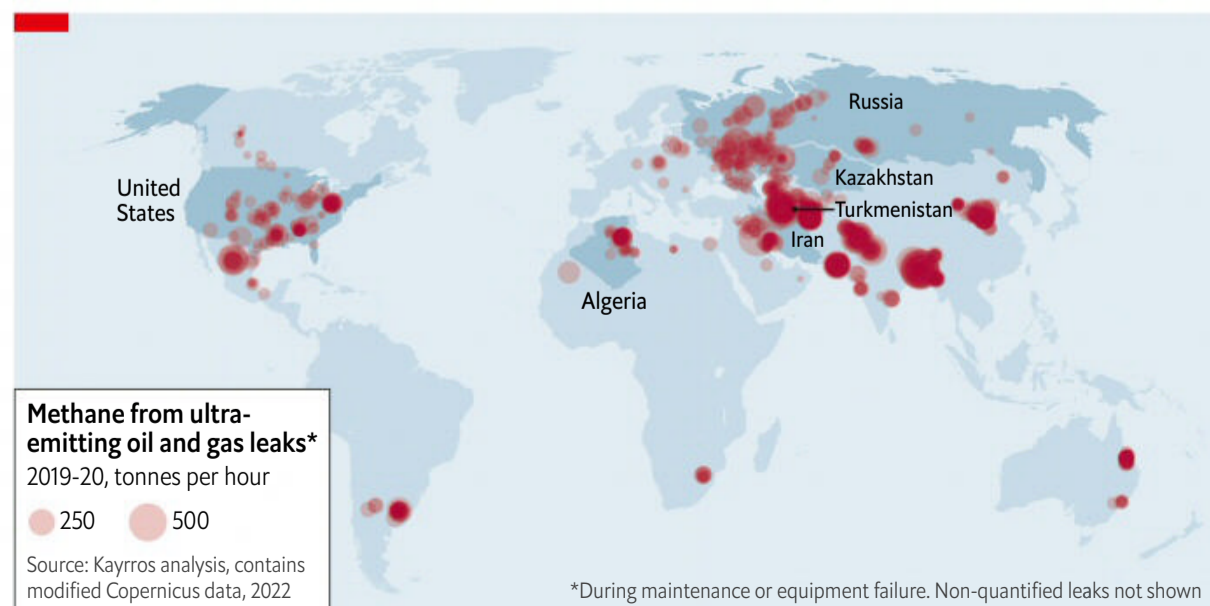 Russia
United
States
Kazakhstan
Turkmenistan
Iran
Algeria
Methane from ultra-
emitting oil and gas leaks*
2019-20, tonnes per hour
250 500
Source: Kayrros analysis, contains
modified Copernicus data, 2022
*During maintenance or equipment failure. Non-quantified leaks not shown